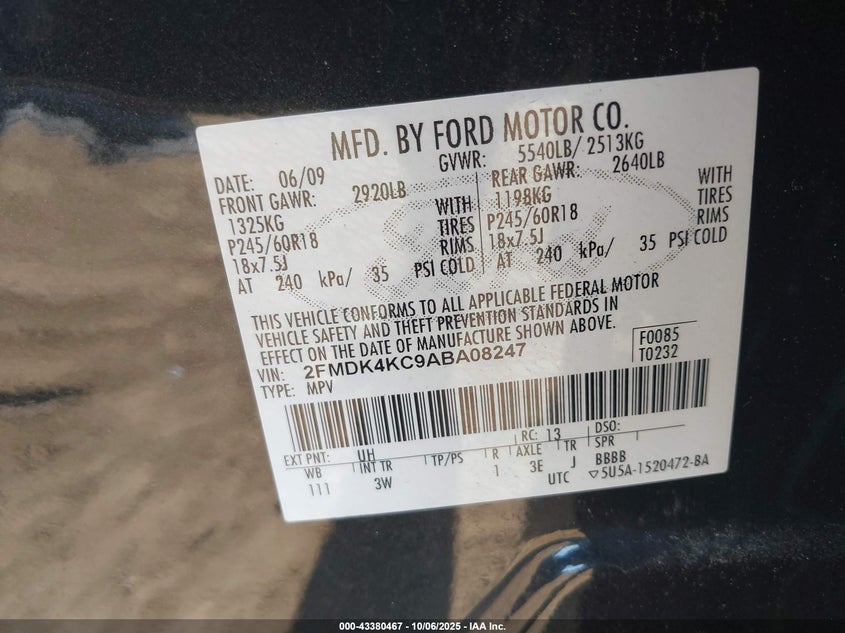 MFD. BY FORD MOTOR CO.
DATE: 06/09 GVWR: 5540LB/ 2513KG
FRONT GAWR: 2920LB REAR GAWR: 2640LB
1325KG WITH 1198KG WITH
P245/60R18 TIRES P245/60R18 TIRES
18x7.5J RIMS 18x7.5J RIMS
AT 240 kPa/ 35 PSI COLD AT 240 kPa/ 35 PSI COLD
THIS VEHICLE CONFORMS TO ALL APPLICABLE FEDERAL MOTOR
VEHICLE SAFETY AND THEFT PREVENTION STANDARDS IN
EFFECT ON THE DATE OF MANUFACTURE SHOWN ABOVE.
VIN: 2FMDK4KC9ABA08247 F0085
TYPE: MPV T0232
EXT PNT: UH RC: 13 DSO:
WB INT TR TP/PS R AXLE TR SPR
111 3W 1 3E J BBBB
UTC ▽5U5A-1520472-BA
000-43380467 - 10/06/2025 - IAA Inc.